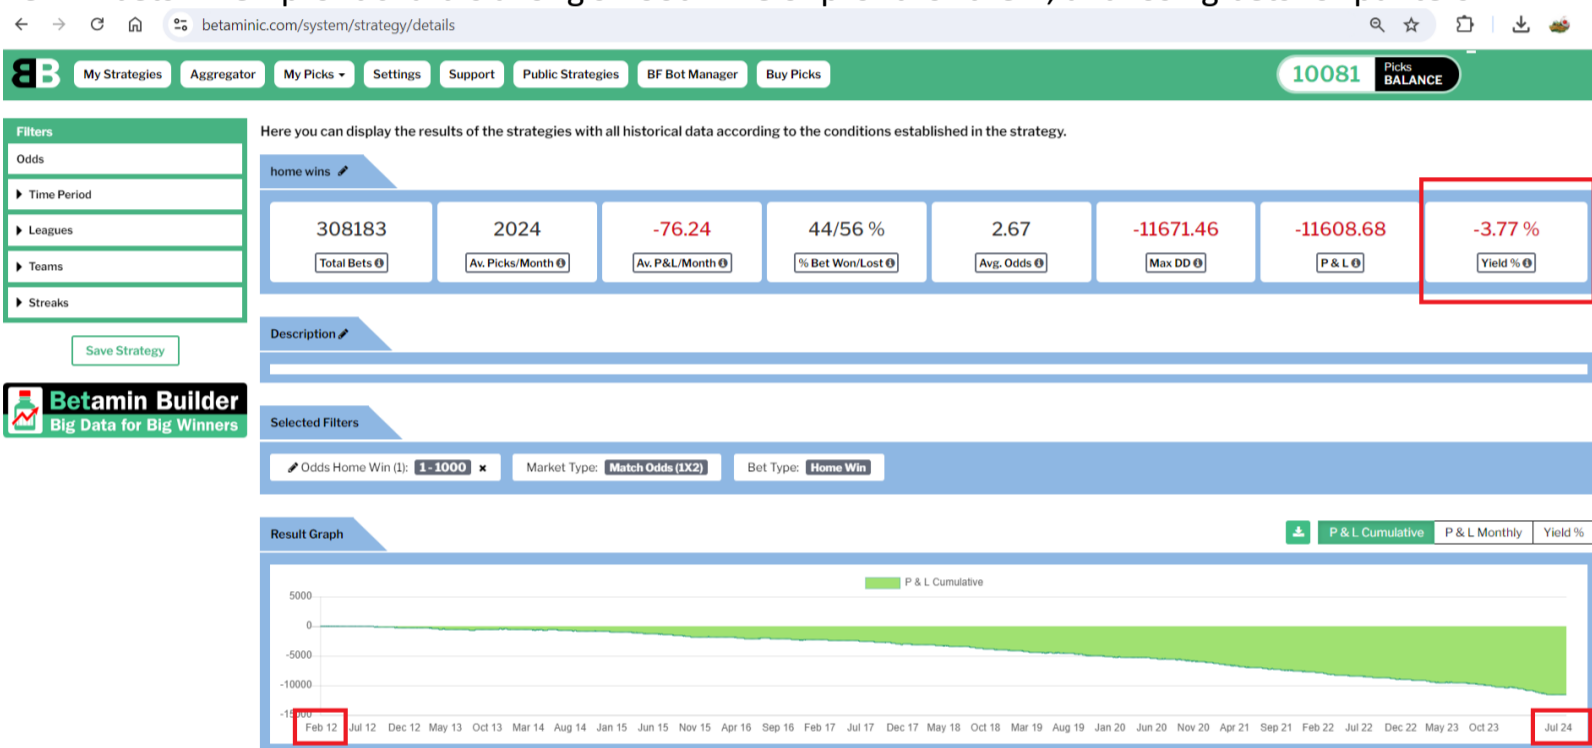 betaminic.com/system/strategy/details
BB My Strategies Aggregator My Picks Settings Support Public Strategies BF Bot Manager Buy Picks 10081 Picks BALANCE
Filters
Odds
Time Period
Leagues
Teams
Streaks
Save Strategy
Betamin Builder
Big Data for Big Winners
Here you can display the results of the strategies with all historical data according to the conditions established in the strategy.
home wins
308183 2024 -76.24 44/56 % 2.67 -11671.46 -11608.68 -3.77 %
Total Bets Av. Picks/Month Av. P&L/Month % Bet Won/Lost Avg. Odds Max DD P & L Yield %
Description
Selected Filters
Odds Home Win (1): 1 - 1000 × Market Type: Match Odds (1X2) Bet Type: Home Win
Result Graph
P & L Cumulative P & L Monthly Yield %
P & L Cumulative
5000
0
-5000
-10000
-15000
Feb 12 Jul 12 Dec 12 May 13 Oct 13 Mar 14 Aug 14 Jan 15 Jun 15 Nov 15 Apr 16 Sep 16 Feb 17 Jul 17 Dec 17 May 18 Oct 18 Mar 19 Aug 19 Jan 20 Jun 20 Nov 20 Apr 21 Sep 21 Feb 22 Jul 22 Dec 22 May 23 Oct 23 Jul 24